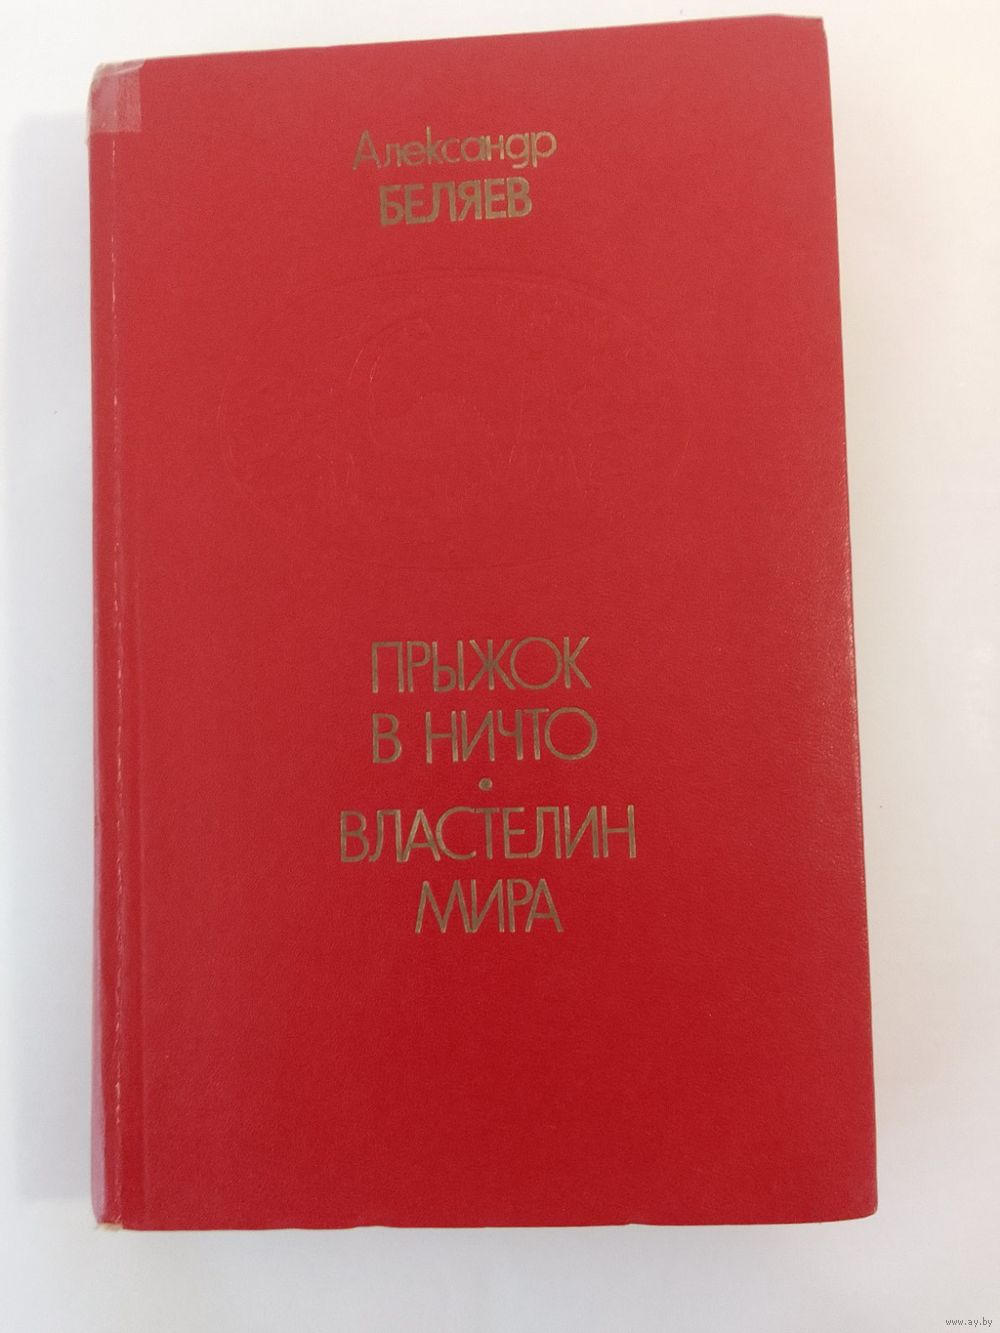 Александр
БЕЛЯЕВ
ПРЫЖОК
В НИЧТО
•
ВЛАСТЕЛИН
МИРА
www.ay.by